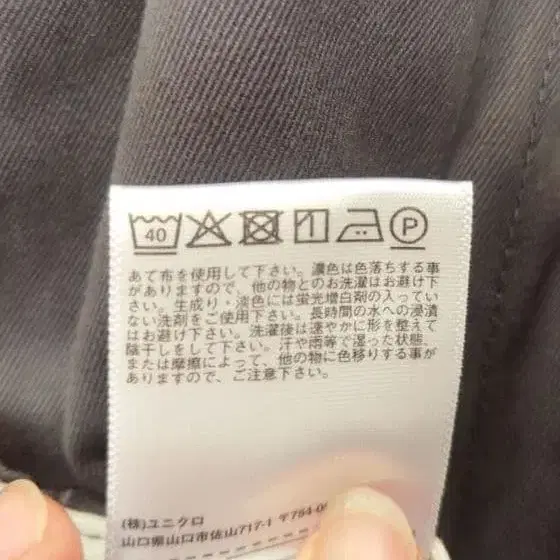 40 P
あて布を使用して下さい。濃色は色落ちする事
がありますので、他の物とのお洗濯はお避け下
さい。生成り・淡色には蛍光増白剤の入ってい
ない洗剤をご使用下さい。長時間の水への浸漬
はお避け下さい。洗濯後は速やかに形を整えて
陰干しをして下さい。汗や雨等で湿った状態、
または摩擦によって、他の物に色移りする事が
ありますので、ご注意下さい。
(株)ユニクロ
山口県山口市佐山717-1 〒754-0